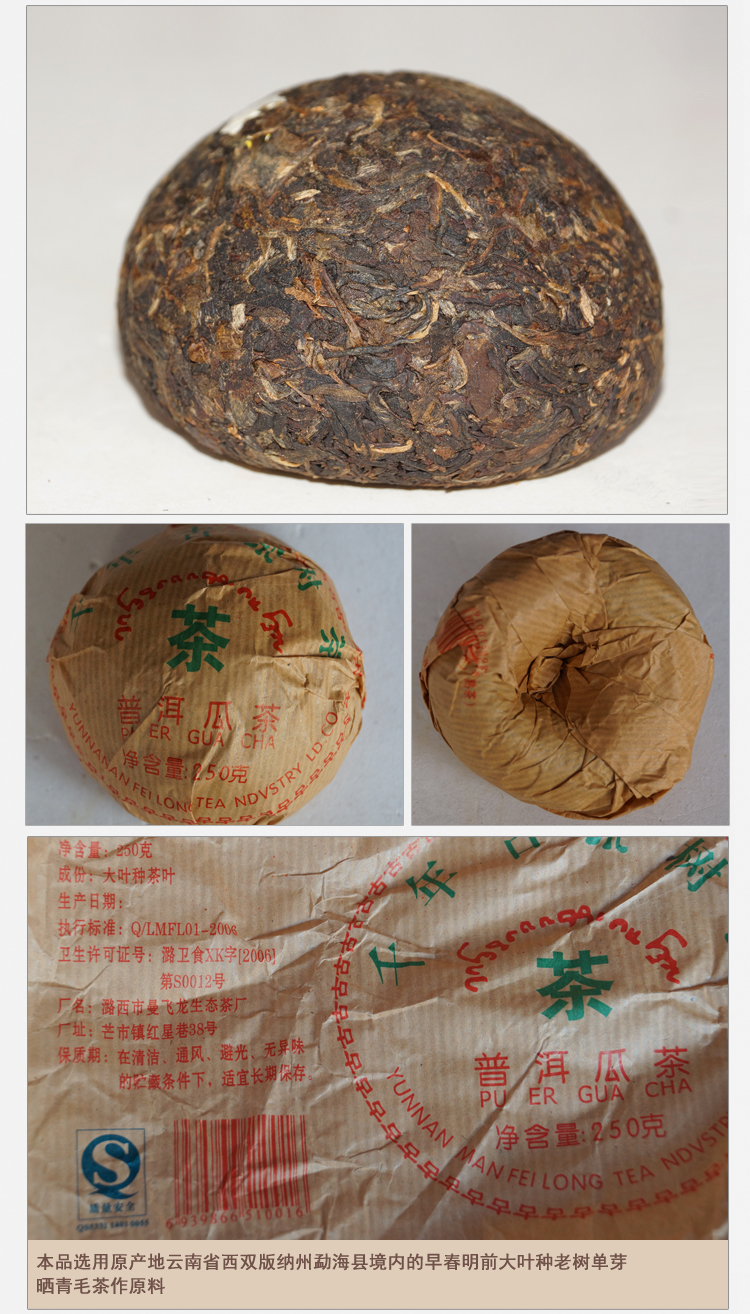 茶
普洱瓜茶
PU ER GUA CHA
净含量:250克
YUNNAN MAN FEI LONG TEA NDVSTRY LD CO
净含量：250克
成份：大叶种茶叶
生产日期：
执行标准：Q/LMFL01-2006
卫生许可证号：潞卫食XK字[2006]
第S0012号
厂名：潞西市曼飞龙生态茶厂
厂址：芒市镇红星巷38号
保质期：在清洁、通风、避光、无异味
的贮藏条件下，适宜长期保存。
质量安全
6 939866 510016
千年古茶树
茶
普洱瓜茶
PU ER GUA CHA
净含量:250克
YUNNAN MAN FEI LONG TEA NDVSTR
本品选用原产地云南省西双版纳州勐海县境内的早春明前大叶种老树单芽
晒青毛茶作原料